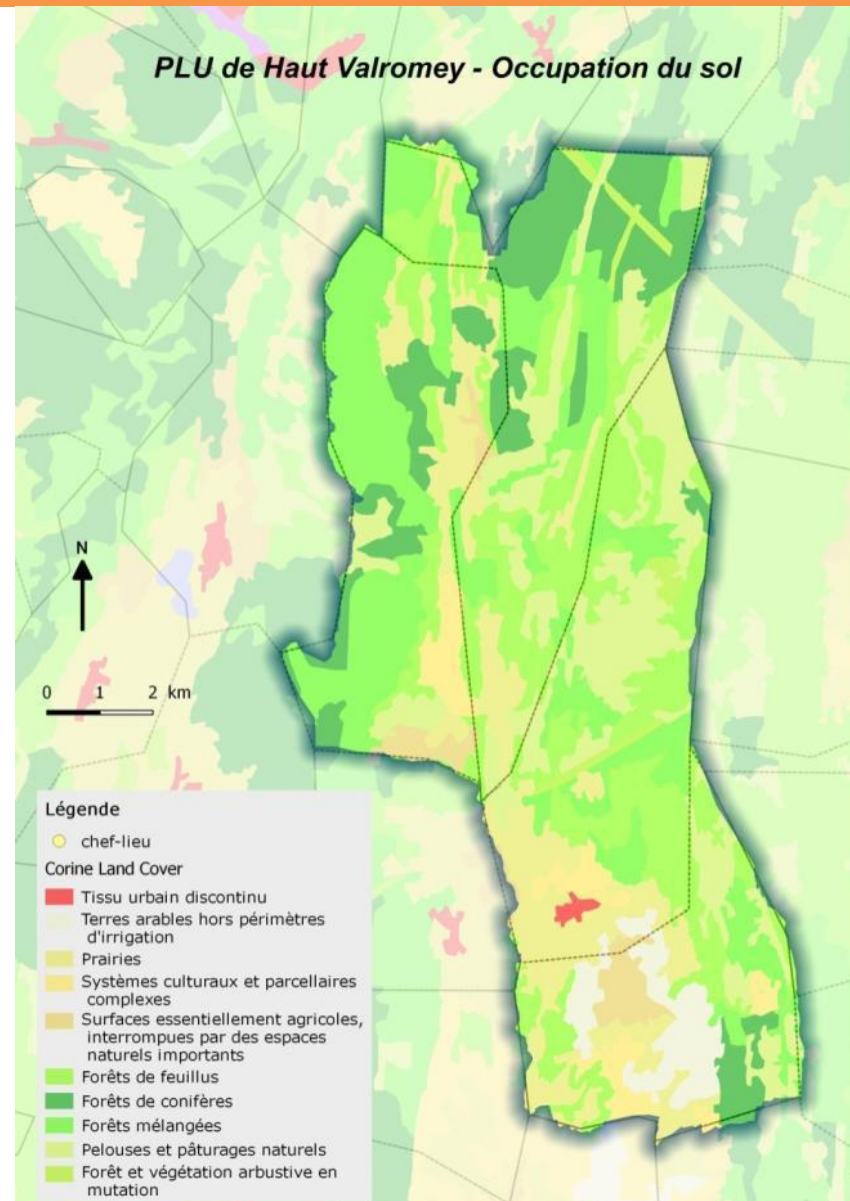 PLU de Haut Valromey - Occupation du sol
N
0 1 2 km
Légende
chef-lieu
Corine Land Cover
Tissu urbain discontinu
Terres arables hors périmètres
d'irrigation
Prairies
Systèmes culturaux et parcellaires
complexes
Surfaces essentiellement agricoles,
interrompues par des espaces
naturels importants
Forêts de feuillus
Forêts de conifères
Forêts mélangées
Pelouses et pâturages naturels
Forêt et végétation arbustive en
mutation